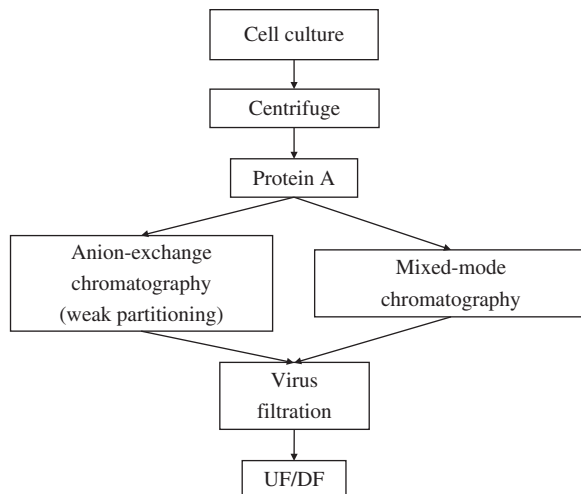 Cell culture
Centrifuge
Protein A
Anion-exchange
chromatography
(weak partitioning)
Mixed-mode
chromatography
Virus
filtration
UF/DF